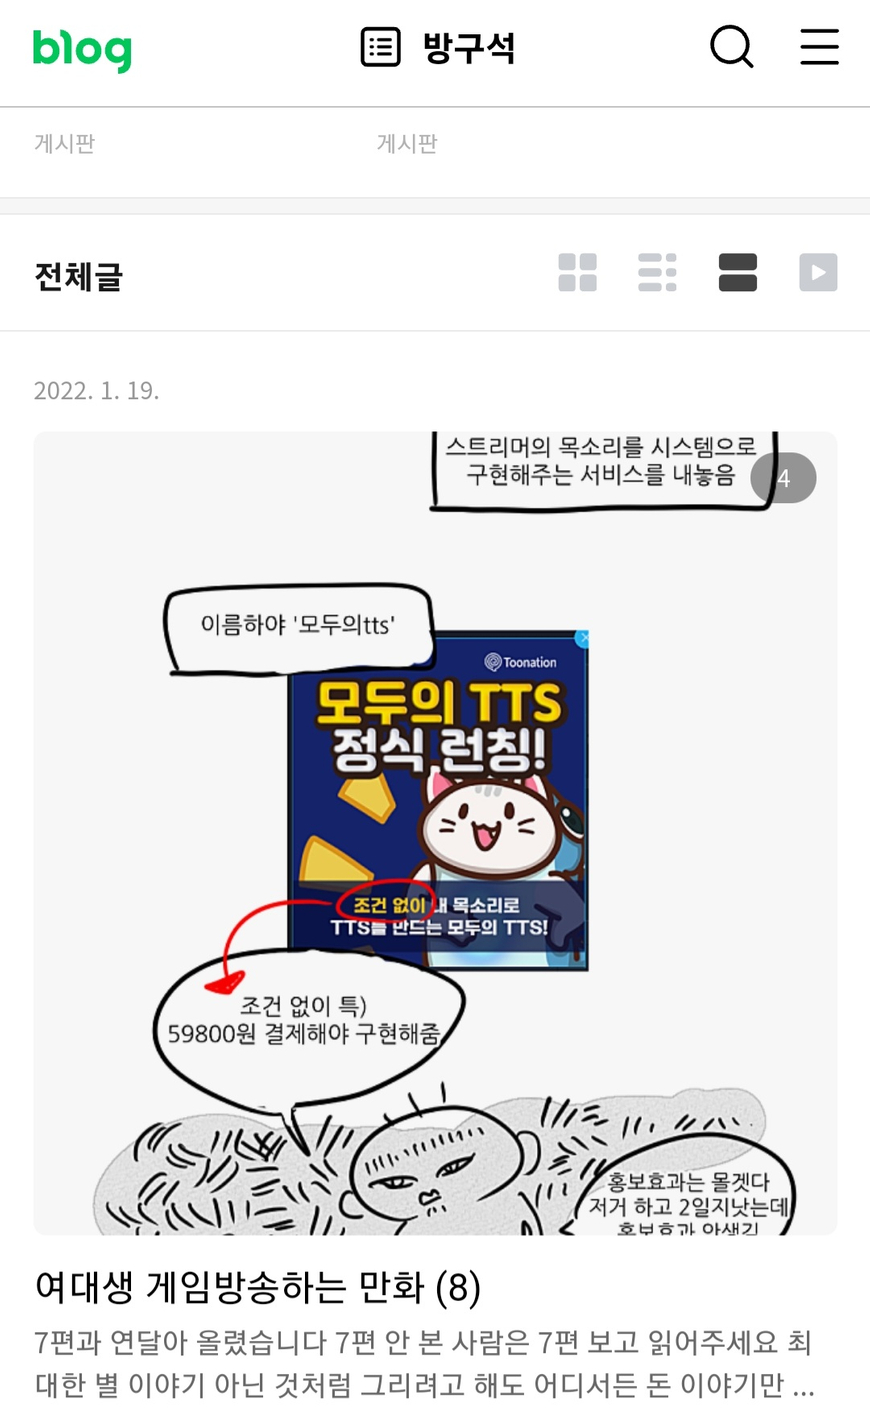 blog
방구석
게시판
게시판
전체글
2022. 1. 19.
스트리머의 목소리를 시스템으로
구현해주는 서비스를 내놓음
4
이름하야 '모두의tts'
Toonation
모두의 TTS
정식 런칭!
조건 없이 내 목소리로
TTS를 만드는 모두의 TTS!
조건 없이 특)
59800원 결제해야 구현해줌
홍보효과는 몰겟다
저거 하고 2일지낫는데
홍보효과 안생김
여대생 게임방송하는 만화 (8)
7편과 연달아 올렸습니다 7편 안 본 사람은 7편 보고 읽어주세요 최
대한 별 이야기 아닌 것처럼 그리려고 해도 어디서든 돈 이야기만 ...